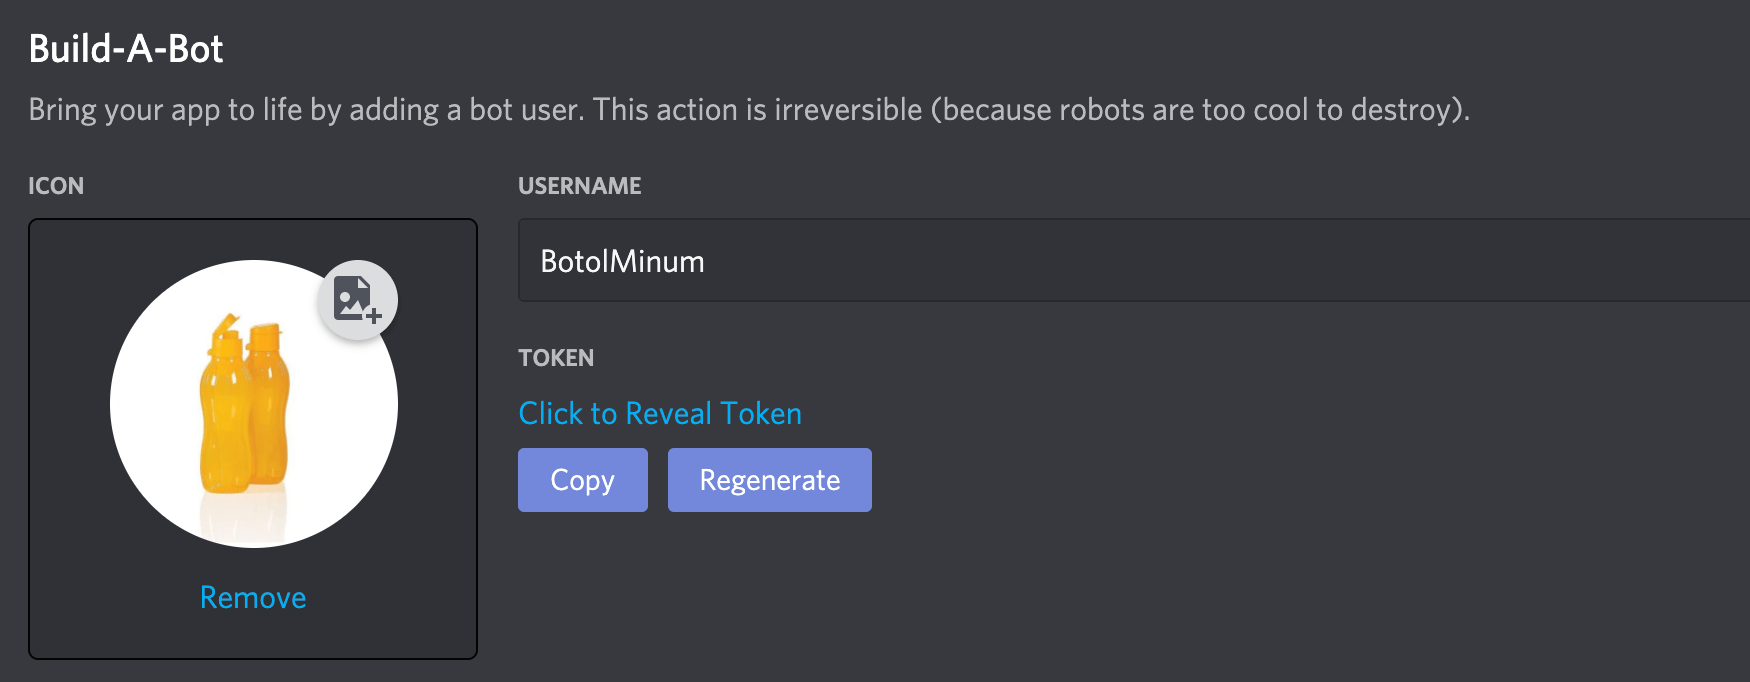 Build-A-Bot
Bring your app to life by adding a bot user. This action is irreversible (because robots are too cool to destroy).
ICON
USERNAME
BotolMinum
TOKEN
Click to Reveal Token
Copy Regenerate
Remove